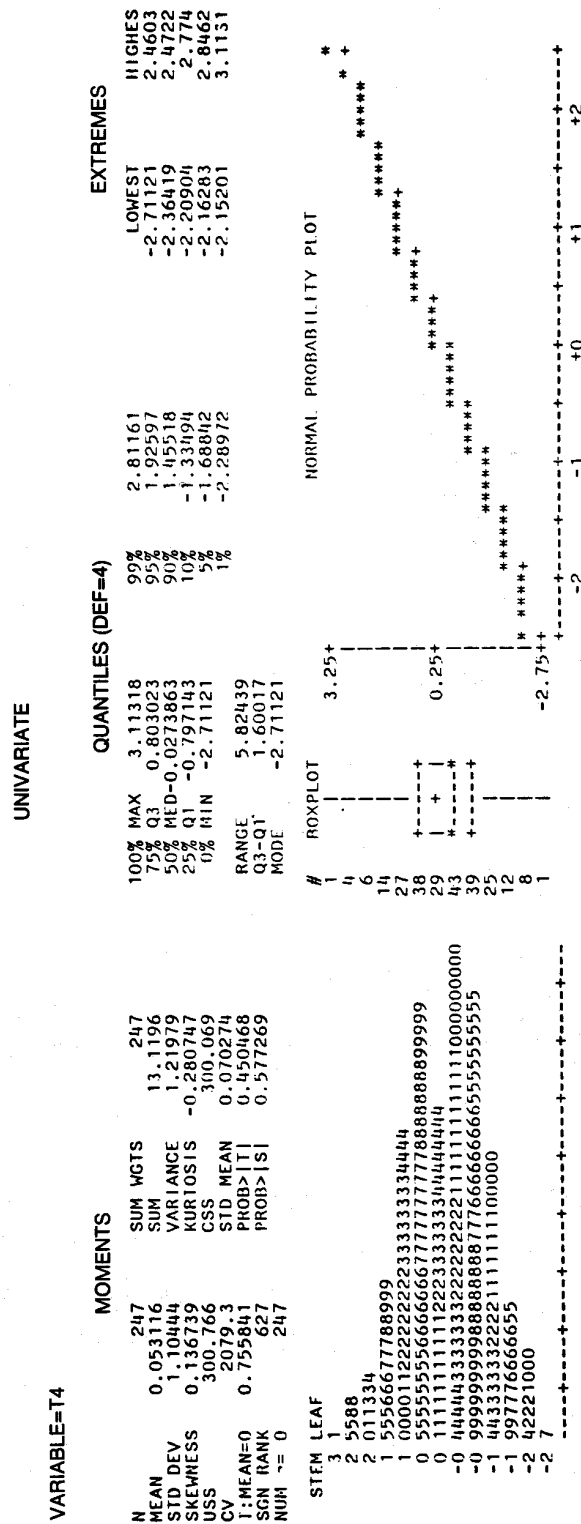 UNIVARIATE
VARIABLE=T4
MOMENTS
N 247 SUM WGTS 247
MEAN 0.053116 SUM 13.1196
STD DEV 1.10444 VARIANCE 1.21979
SKEWNESS 0.136739 KURTOSIS -0.280747
USS 300.766 CSS 300.069
CV 2079.3 STD MEAN 0.070274
T:MEAN=0 0.755841 PROB>|T| 0.450468
SGN RANK 627 PROB>|S| 0.577269
NUM ¬= 0 247
QUANTILES (DEF=4)
100% MAX 3.11318 99% 2.81161
75% Q3 0.803023 95% 1.92597
50% MED-0.0273863 90% 1.45518
25% Q1 -0.797143 10% -1.33494
0% MIN -2.71121 5% -1.68842
1% -2.28972
RANGE 5.82439
Q3-Q1 1.60017
MODE -2.71121
EXTREMES
LOWEST HIGHES
-2.71121 2.4603
-2.36419 2.4722
-2.20904 2.774
-2.16283 2.8462
-2.15201 3.1131
STEM LEAF #
3 1 1
2 5588 4
2 011334 6
1 55566677788999 14
1 000011222222222233333333344444 27
0 38
0 29
-0 43
-0 39
-1 25
-1 997776666655 12
-2 42221000 8
-2 7 1
----+----+----+----+----+----+----+----+----
BOXPLOT
NORMAL PROBABILITY PLOT
3.25+
0.25+
-2.75++
-2 -1 +0 +1 +2